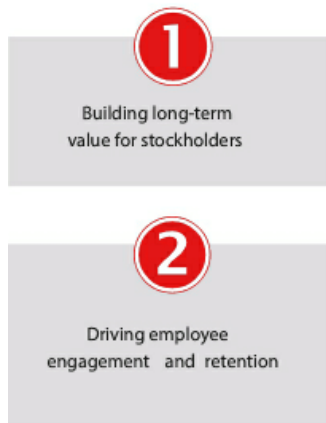 1
Building long-term
value for stockholders
2
Driving employee
engagement and retention